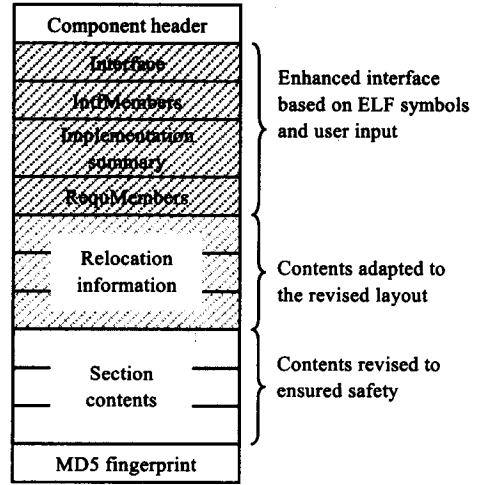 Component header
Interface
IntfMembers
Implementation
summary
RequMembers
Relocation
information
Section
contents
MD5 fingerprint
Enhanced interface
based on ELF symbols
and user input
Contents adapted to
the revised layout
Contents revised to
ensured safety